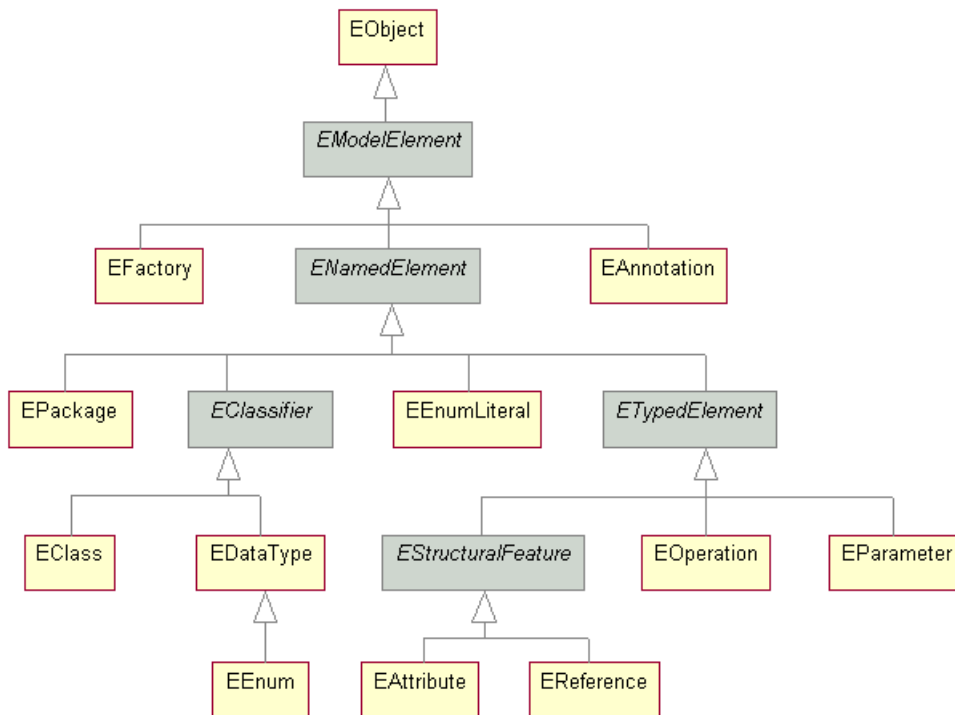 EObject
EModelElement
EFactory
ENamedElement
EAnnotation
EPackage
EClassifier
EEnumLiteral
ETypedElement
EClass
EDataType
EStructuralFeature
EOperation
EParameter
EEnum
EAttribute
EReference